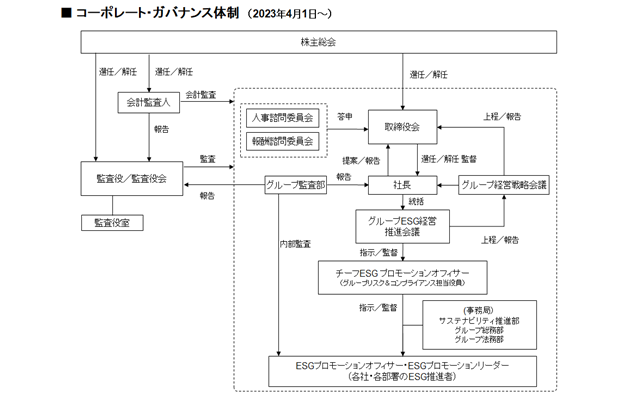 ■ コーポレート・ガバナンス体制 （2023年4月1日～）
株主総会
選任／解任
選任／解任
選任／解任
会計監査人
会計監査
人事諮問委員会
報酬諮問委員会
答申
取締役会
上程／報告
報告
監査
提案／報告
選任／解任 監督
監査役／監査役会
報告
グループ監査部
報告
社長
グループ経営戦略会議
監査役室
統括
グループESG経営
推進会議
上程／報告
内部監査
指示／監督
チーフESGプロモーションオフィサー
（グループリスク＆コンプライアンス担当役員）
指示／監督
（事務局）
サステナビリティ推進部
グループ総務部
グループ法務部
ESGプロモーションオフィサー・ESGプロモーションリーダー
（各社・各部署のESG推進者）